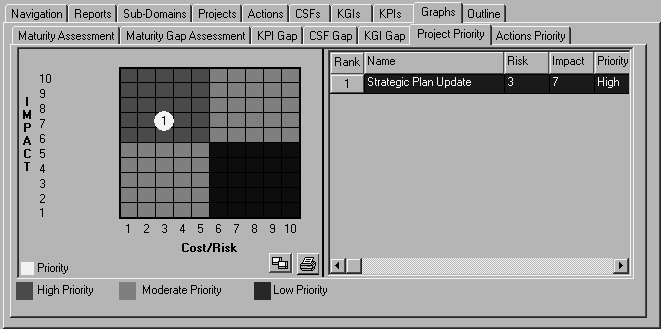 Navigation Reports Sub-Domains Projects Actions CSFs KGIs KPIs Graphs Outline
Maturity Assessment Maturity Gap Assessment KPI Gap CSF Gap KGI Gap Project Priority Actions Priority
IMPACT
10
9
8
7
6
5
4
3
2
1
1
1 2 3 4 5 6 7 8 9 10
Cost/Risk
Priority
High Priority Moderate Priority Low Priority
Rank Name Risk Impact Priority
1 Strategic Plan Update 3 7 High